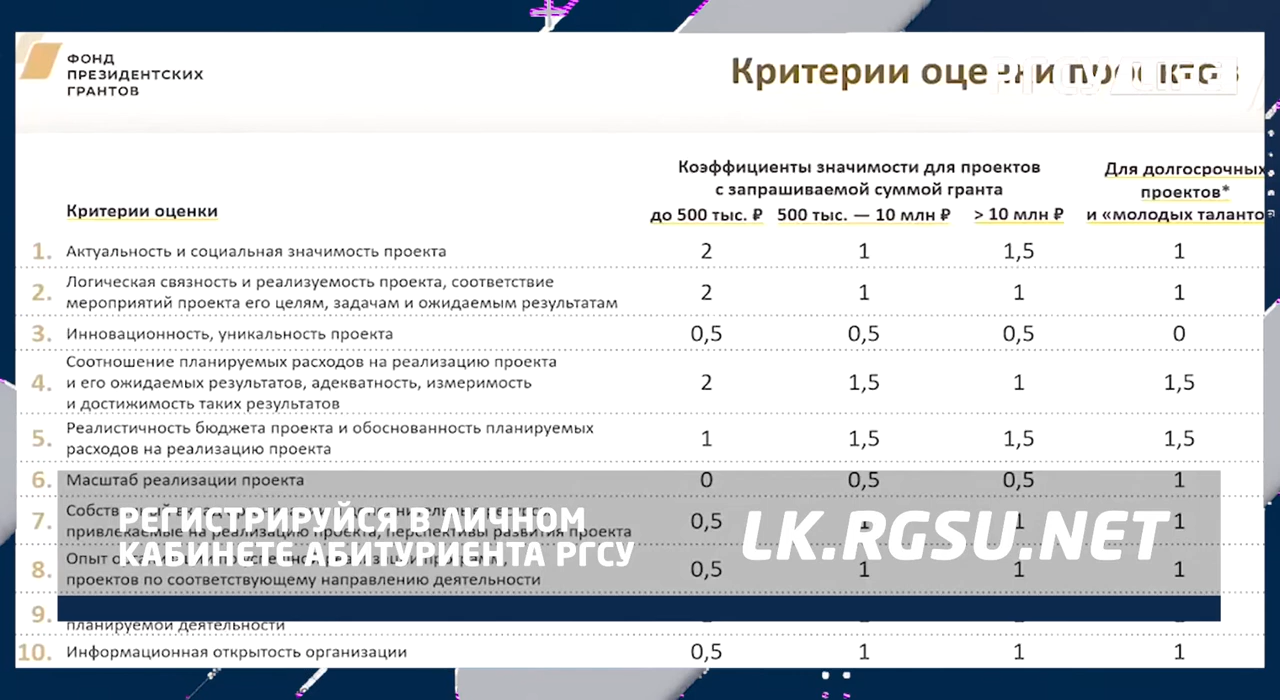 ФОНД
ПРЕЗИДЕНТСКИХ
ГРАНТОВ
Критерии оценки проектов
Коэффициенты значимости для проектов
с запрашиваемой суммой гранта
Для долгосрочных
проектов*
Критерии оценки
до 500 тыс. ₽ 500 тыс. — 10 млн ₽ > 10 млн ₽ и «молодых таланто
1. Актуальность и социальная значимость проекта 2 1 1,5 1
2. Логическая связность и реализуемость проекта, соответствие
мероприятий проекта его целям, задачам и ожидаемым результатам 2 1 1 1
3. Инновационность, уникальность проекта 0,5 0,5 0,5 0
4. Соотношение планируемых расходов на реализацию проекта
и его ожидаемых результатов, адекватность, измеримость 2 1,5 1 1,5
и достижимость таких результатов
5. Реалистичность бюджета проекта и обоснованность планируемых
расходов на реализацию проекта 1 1,5 1,5 1,5
6. Масштаб реализации проекта 0 0,5 0,5 1
7. 0,5 1 1 1
привлекаемые на реализацию проекта, перспективы развития проекта
РЕГИСТРИРУЙСЯ В ЛИЧНОМ
КАБИНЕТЕ АБИТУРИЕНТА РГСУ
LK.RGSU.NET
8. Опыт
проектов по соответствующему направлению деятельности 0,5 1 1 1
9.
планируемой деятельности
10. Информационная открытость организации 0,5 1 1 1